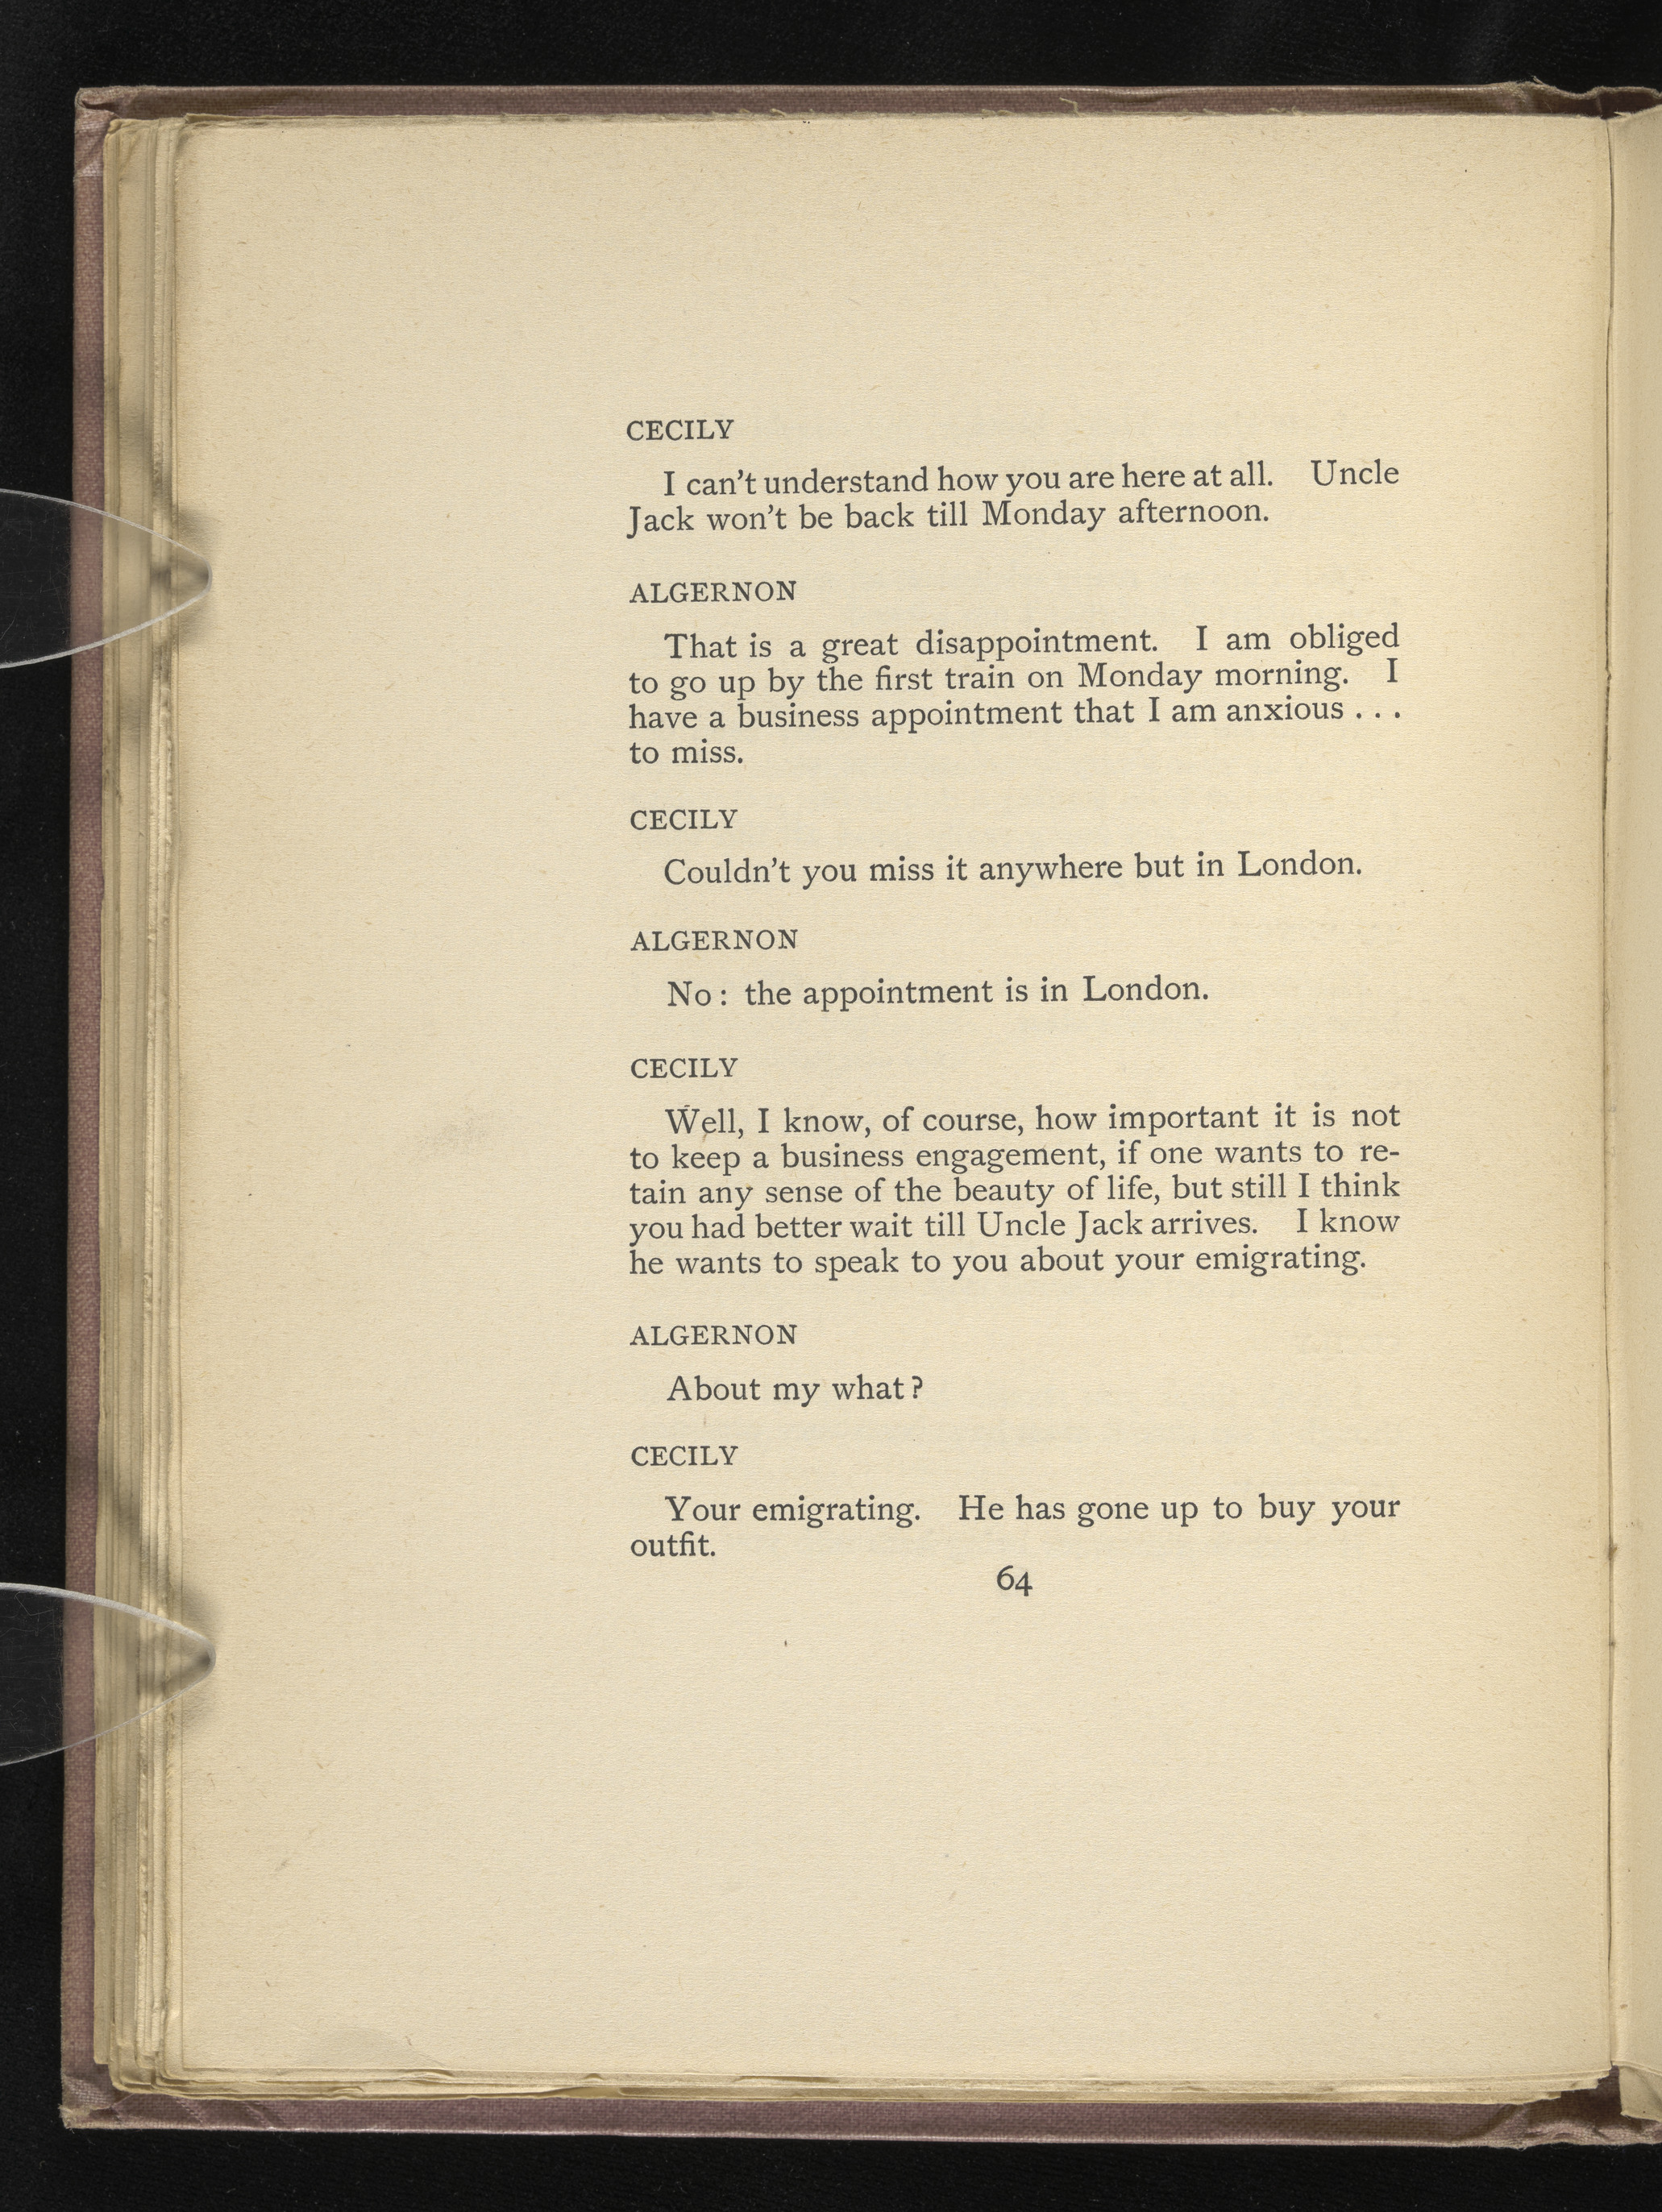 CECILY
I can't understand how you are here at all. Uncle
Jack won't be back till Monday afternoon.
ALGERNON
That is a great disappointment. I am obliged
to go up by the first train on Monday morning. I
have a business appointment that I am anxious . . .
to miss.
CECILY
Couldn't you miss it anywhere but in London.
ALGERNON
No: the appointment is in London.
CECILY
Well, I know, of course, how important it is not
to keep a business engagement, if one wants to re-
tain any sense of the beauty of life, but still I think
you had better wait till Uncle Jack arrives. I know
he wants to speak to you about your emigrating.
ALGERNON
About my what?
CECILY
Your emigrating. He has gone up to buy your
outfit.
64